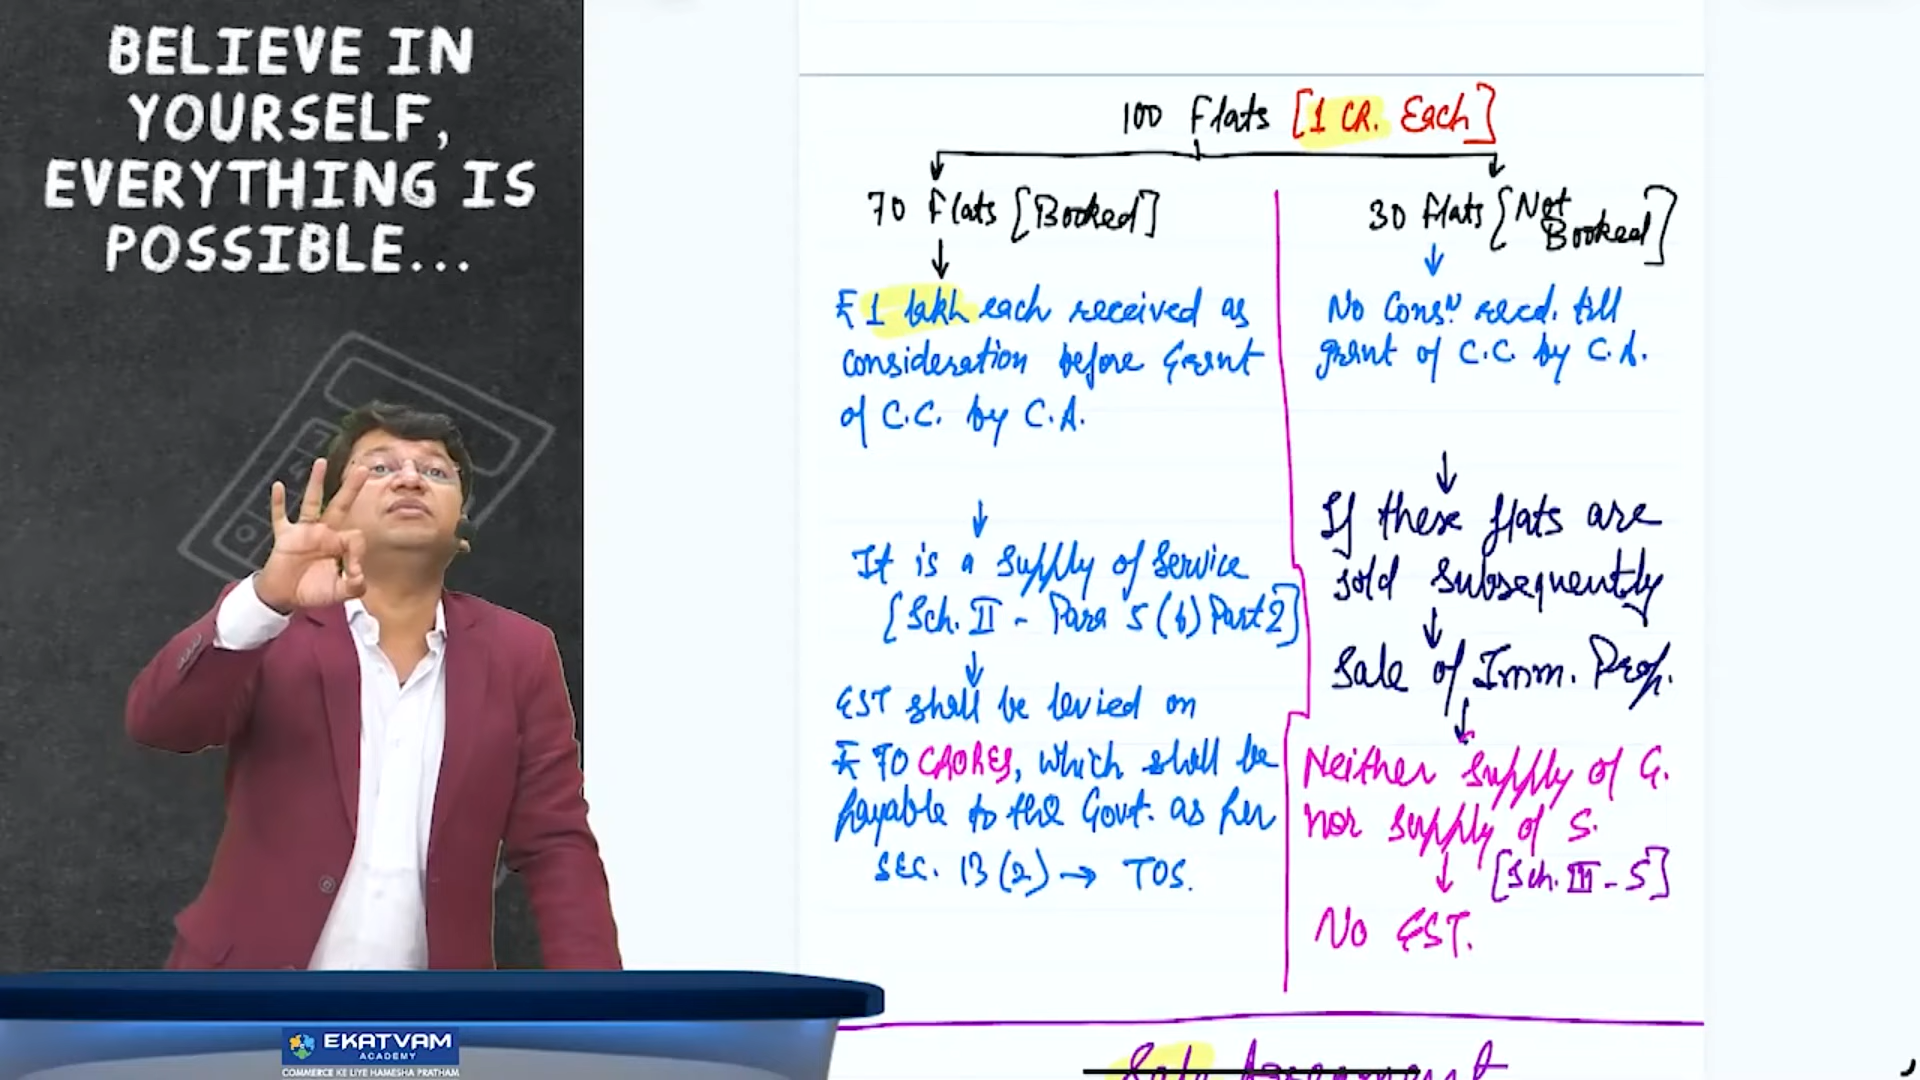 BELIEVE IN
YOURSELF,
EVERYTHING IS
POSSIBLE...
100 Flats [1 CR. Each]
70 Flats [Booked]
₹ 1 lakh each received as
consideration before Grant
of C.C. by C.A.
It is a Supply of Service
[Sch. II - Para 5 (b) Part 2]
GST shall be levied on
₹ 70 CRORES, which shall be
payable to the Govt. as per
SEC. 13 (2) → TOS.
30 Flats [Not
Booked]
No Consn. recd. till
grant of C.C. by C.A.
If these flats are
sold subsequently
Sale of Imm. Prop.
Neither Supply of G.
nor supply of S.
[Sch. III - 5]
No GST.
EKATVAM
ACADEMY
COMMERCE KE LIYE HAMESHA PRATHAM